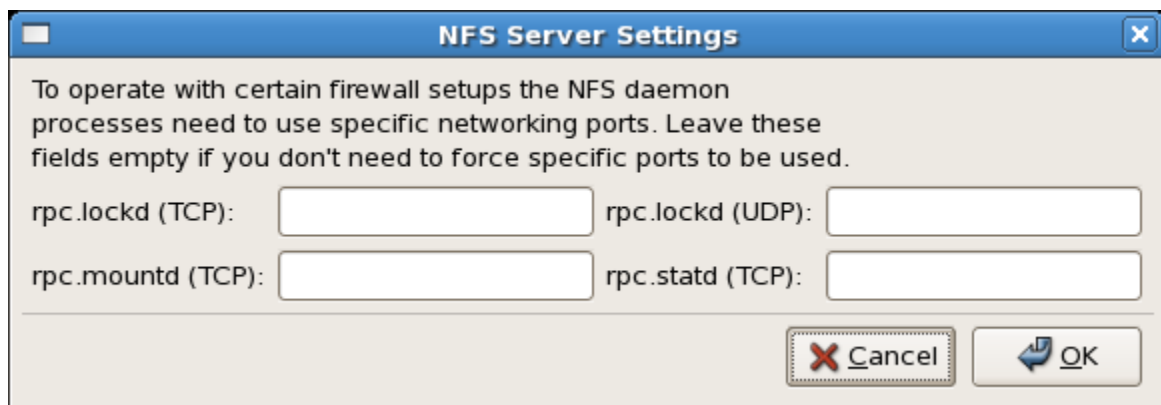 NFS Server Settings
To operate with certain firewall setups the NFS daemon
processes need to use specific networking ports. Leave these
fields empty if you don't need to force specific ports to be used.
rpc.lockd (TCP): rpc.lockd (UDP):
rpc.mountd (TCP): rpc.statd (TCP):
Cancel OK